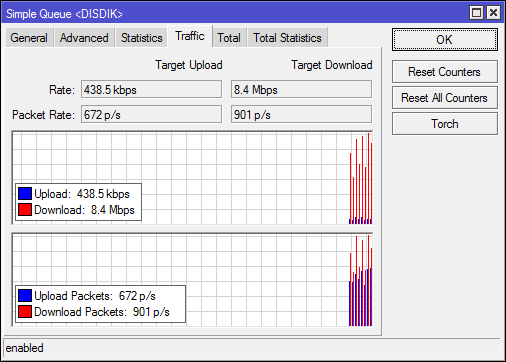 Simple Queue <DISDIK>
General Advanced Statistics Traffic Total Total Statistics
Target Upload Target Download
Rate: 438.5 kbps 8.4 Mbps
Packet Rate: 672 p/s 901 p/s
Upload: 438.5 kbps
Download: 8.4 Mbps
Upload Packets: 672 p/s
Download Packets: 901 p/s
OK
Reset Counters
Reset All Counters
Torch
enabled